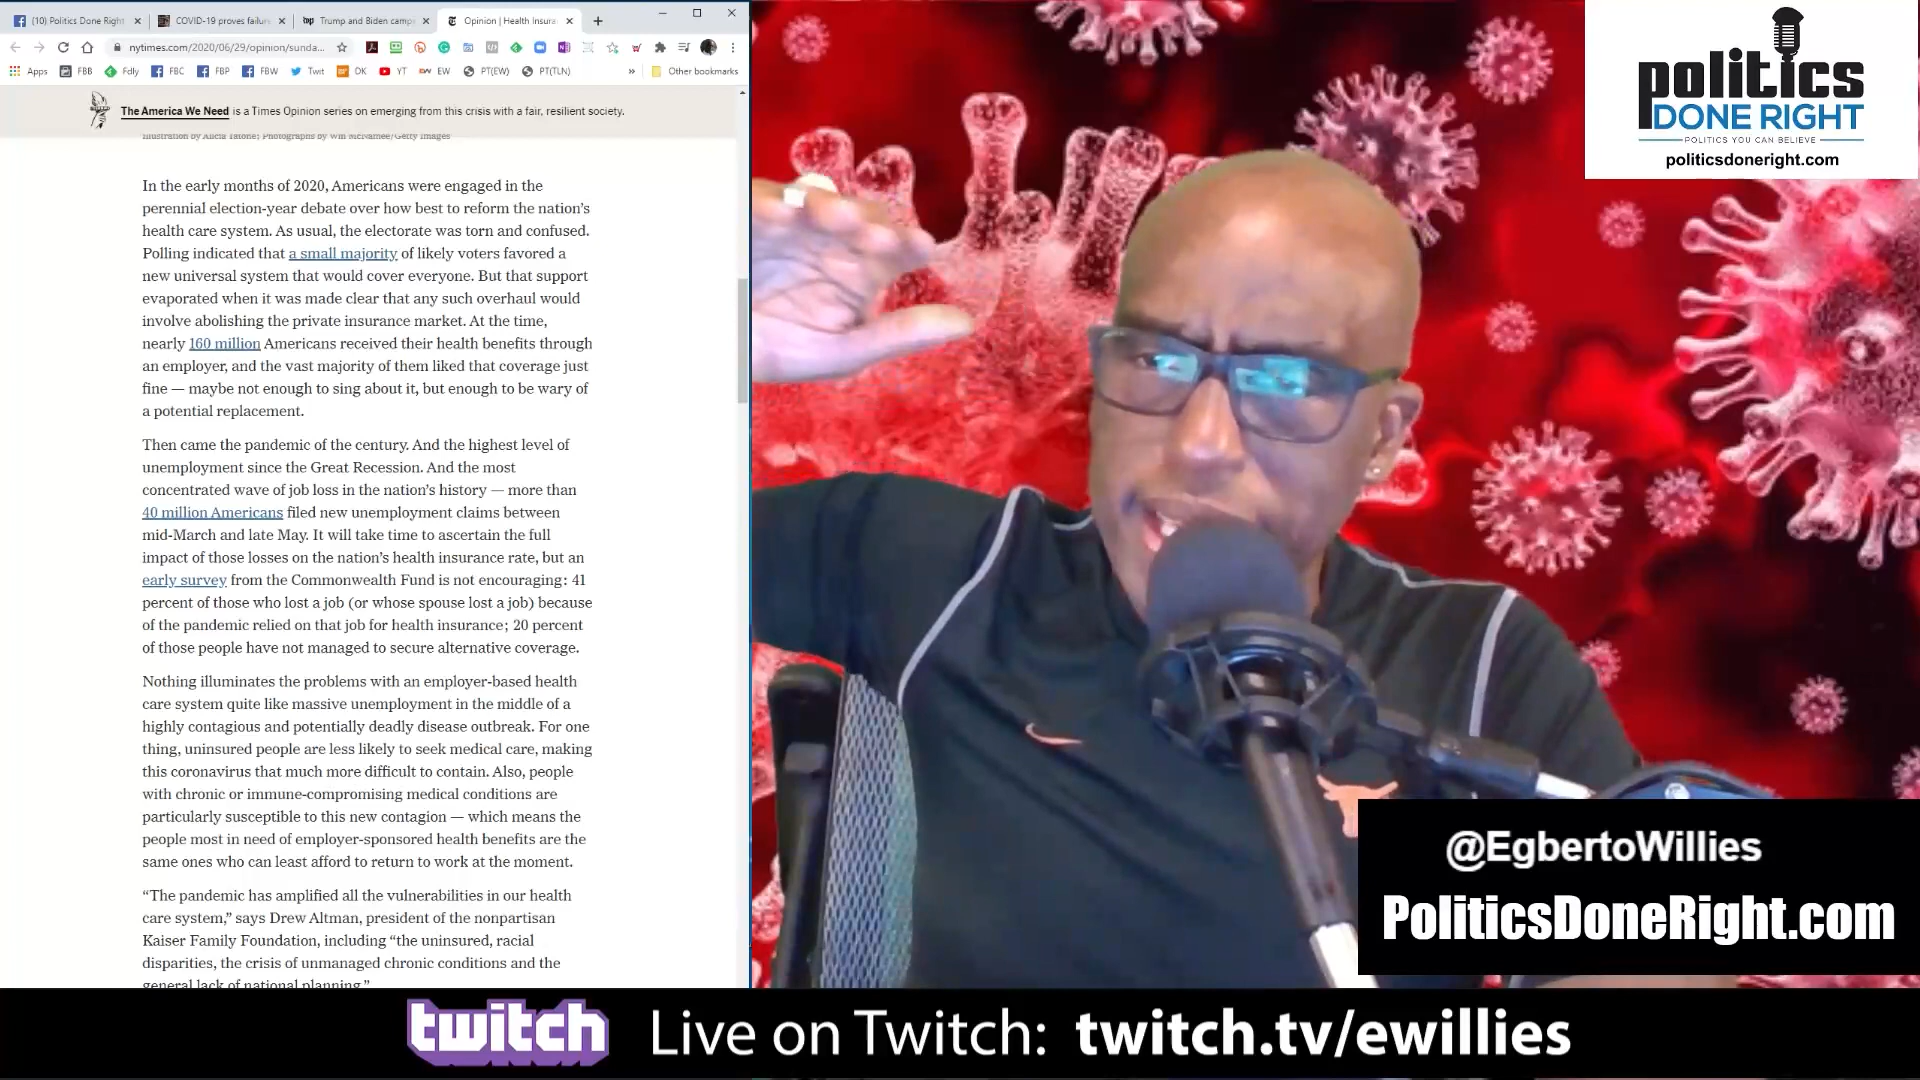 (10) Politics Done Right
COVID-19 proves failur
Trump and Biden camp
Opinion | Health Insura
nytimes.com/2020/06/29/opinion/sunda...
Apps FBB Fdly FBC FBP FBW Twit DK YT EW PT(EW) PT(TLN) » Other bookmarks
The America We Need is a Times Opinion series on emerging from this crisis with a fair, resilient society.
Illustration by Alicia Tatone; Photographs by Win McNamee/Getty Images
In the early months of 2020, Americans were engaged in the
perennial election-year debate over how best to reform the nation’s
health care system. As usual, the electorate was torn and confused.
Polling indicated that a small majority of likely voters favored a
new universal system that would cover everyone. But that support
evaporated when it was made clear that any such overhaul would
involve abolishing the private insurance market. At the time,
nearly 160 million Americans received their health benefits through
an employer, and the vast majority of them liked that coverage just
fine — maybe not enough to sing about it, but enough to be wary of
a potential replacement.
Then came the pandemic of the century. And the highest level of
unemployment since the Great Recession. And the most
concentrated wave of job loss in the nation’s history — more than
40 million Americans filed new unemployment claims between
mid-March and late May. It will take time to ascertain the full
impact of those losses on the nation’s health insurance rate, but an
early survey from the Commonwealth Fund is not encouraging: 41
percent of those who lost a job (or whose spouse lost a job) because
of the pandemic relied on that job for health insurance; 20 percent
of those people have not managed to secure alternative coverage.
Nothing illuminates the problems with an employer-based health
care system quite like massive unemployment in the middle of a
highly contagious and potentially deadly disease outbreak. For one
thing, uninsured people are less likely to seek medical care, making
this coronavirus that much more difficult to contain. Also, people
with chronic or immune-compromising medical conditions are
particularly susceptible to this new contagion — which means the
people most in need of employer-sponsored health benefits are the
same ones who can least afford to return to work at the moment.
“The pandemic has amplified all the vulnerabilities in our health
care system,” says Drew Altman, president of the nonpartisan
Kaiser Family Foundation, including “the uninsured, racial
disparities, the crisis of unmanaged chronic conditions and the
general lack of national planning.”
politics
DONE RIGHT
POLITICS YOU CAN BELIEVE
politicsdoneright.com
@EgbertoWillies
PoliticsDoneRight.com
twitch Live on Twitch: twitch.tv/ewillies